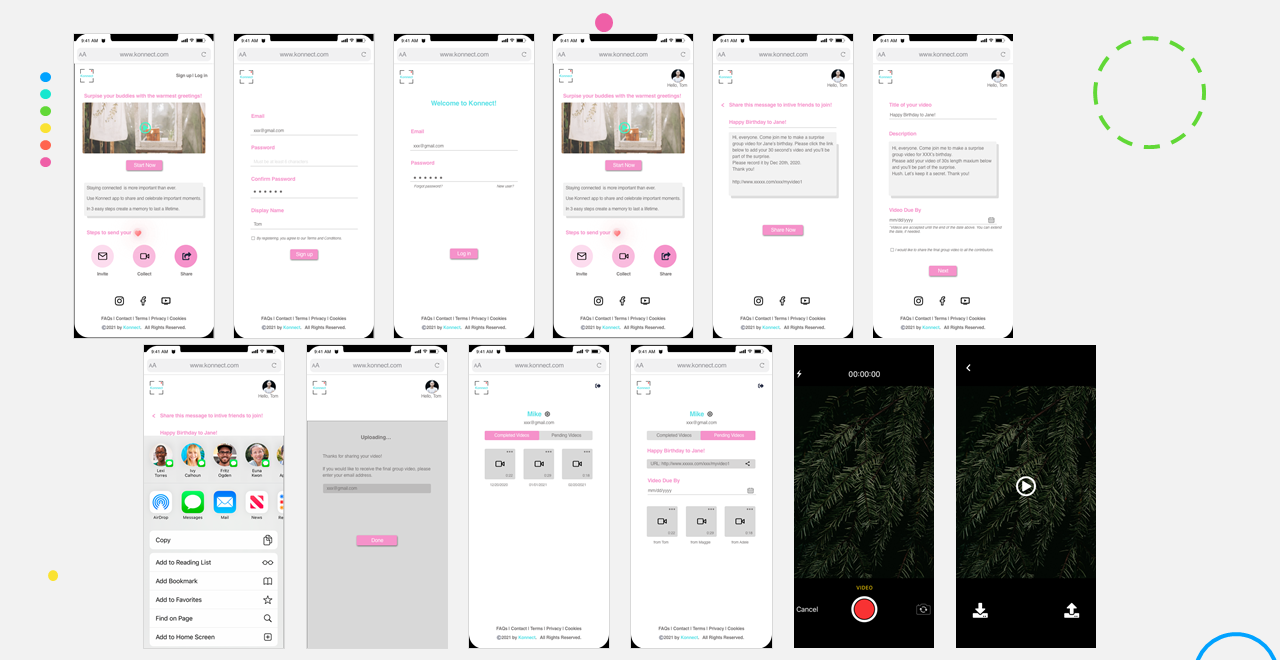 9:41 AM
AA www.konnect.com
Sign up I Log in
Surpise your buddies with the warmest greetings!
Start Now
Staying connected is more important than ever.
Use Konnect app to share and celebrate important moments.
In 3 easy steps create a memory to last a lifetime.
Steps to send your
Invite Collect Share
FAQs I Contact I Terms I Privacy I Cookies
©2021 by Konnect. All Rights Reserved.
9:41 AM
AA www.konnect.com
Email
xxx@gmail.com
Password
Confirm Password
Display Name
Tom
By registering, you agree to our Terms and Conditions.
Sign up
9:41 AM
AA www.konnect.com
Welcome to Konnect!
Email
xxx@gmail.com
Password
Forgot password? New user?
Log in
9:41 AM
AA www.konnect.com
Hello, Tom
Surpise your buddies with the warmest greetings!
Start Now
Staying connected is more important than ever.
Use Konnect app to share and celebrate important moments.
In 3 easy steps create a memory to last a lifetime.
Steps to send your
Invite Collect Share
FAQs I Contact I Terms I Privacy I Cookies
©2021 by Konnect. All Rights Reserved.
9:41 AM
AA www.konnect.com
Hello, Tom
< Share this message to intive friends to join!
Happy Birthday to Jane!
Hi, everyone. Come join me to make a surprise
group video for Jane's birthday. Please click the link
below to add your 30 second's video and you'll be
part of the surprise.
Please record it by Dec 20th, 2020.
Thank you!
http://www.xxxxx.com/xxx/myvideo1
Share Now
FAQs I Contact I Terms I Privacy I Cookies
©2021 by Konnect. All Rights Reserved.
9:41 AM
AA www.konnect.com
Hello, Tom
Title of your video
Happy Birthday to Jane!
Description
Hi, everyone. Come join me to make a surprise
group video for XXX's birthday.
Please add your video of 30s length maxium below
and you'll be part of the surprise.
Hush. Let's keep it a secret. Thank you!
Video Due By
mm/dd/yyyy
*Videos are accepted until the end of the date above. You can extend
the date, if needed.
I would like to share the final group video to all the contributors.
Next
FAQs I Contact I Terms I Privacy I Cookies
©2021 by Konnect. All Rights Reserved.
9:41 AM
AA www.konnect.com
Hello, Tom
< Share this message to intive friends to join!
Happy Birthday to Jane!
Lexi Torres
Ivy Calhoun
Fritz Ogden
Euna Kwon
AirDrop Messages Mail News Re
Copy
Add to Reading List
Add Bookmark
Add to Favorites
Find on Page
Add to Home Screen
9:41 AM
AA www.konnect.com
Hello, Tom
Uploading...
Thanks for sharing your video!
If you would like to receive the final group video, please
enter your email address.
xxx@gmail.com
Done
9:41 AM
AA www.konnect.com
Mike
xxx@gmail.com
Completed Videos Pending Videos
FAQs I Contact I Terms I Privacy I Cookies
©2021 by Konnect. All Rights Reserved.
9:41 AM
AA www.konnect.com
Mike
xxx@gmail.com
Completed Videos Pending Videos
Happy Birthday to Jane!
URL: http://www.xxxxx.com/xxx/myvideo1
Video Due By
mm/dd/yyyy
from Tom from Maggie from Adele
FAQs I Contact I Terms I Privacy I Cookies
©2021 by Konnect. All Rights Reserved.
00:00:00
VIDEO
Cancel